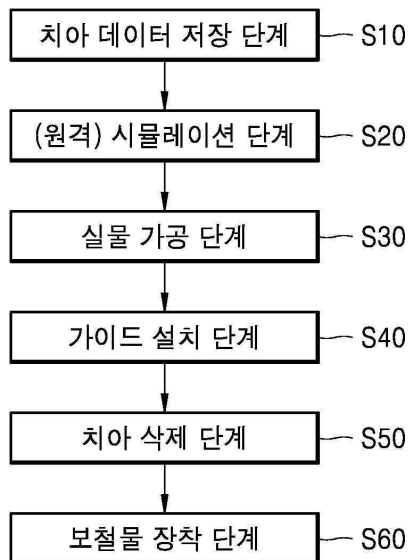 치아 데이터 저장 단계 S10
(원격) 시뮬레이션 단계 S20
실물 가공 단계 S30
가이드 설치 단계 S40
치아 삭제 단계 S50
보철물 장착 단계 S60